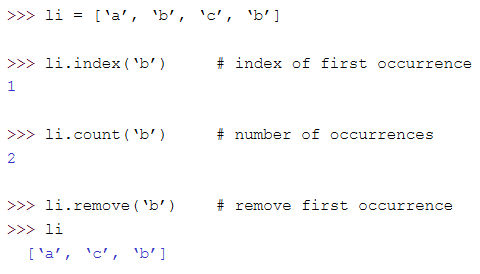 >>> li = [‘a’, ‘b’, ‘c’, ‘b’]
>>> li.index(‘b’)     # index of first occurrence
1
>>> li.count(‘b’)     # number of occurrences
2
>>> li.remove(‘b’)    # remove first occurrence
>>> li
  [‘a’, ‘c’, ‘b’]